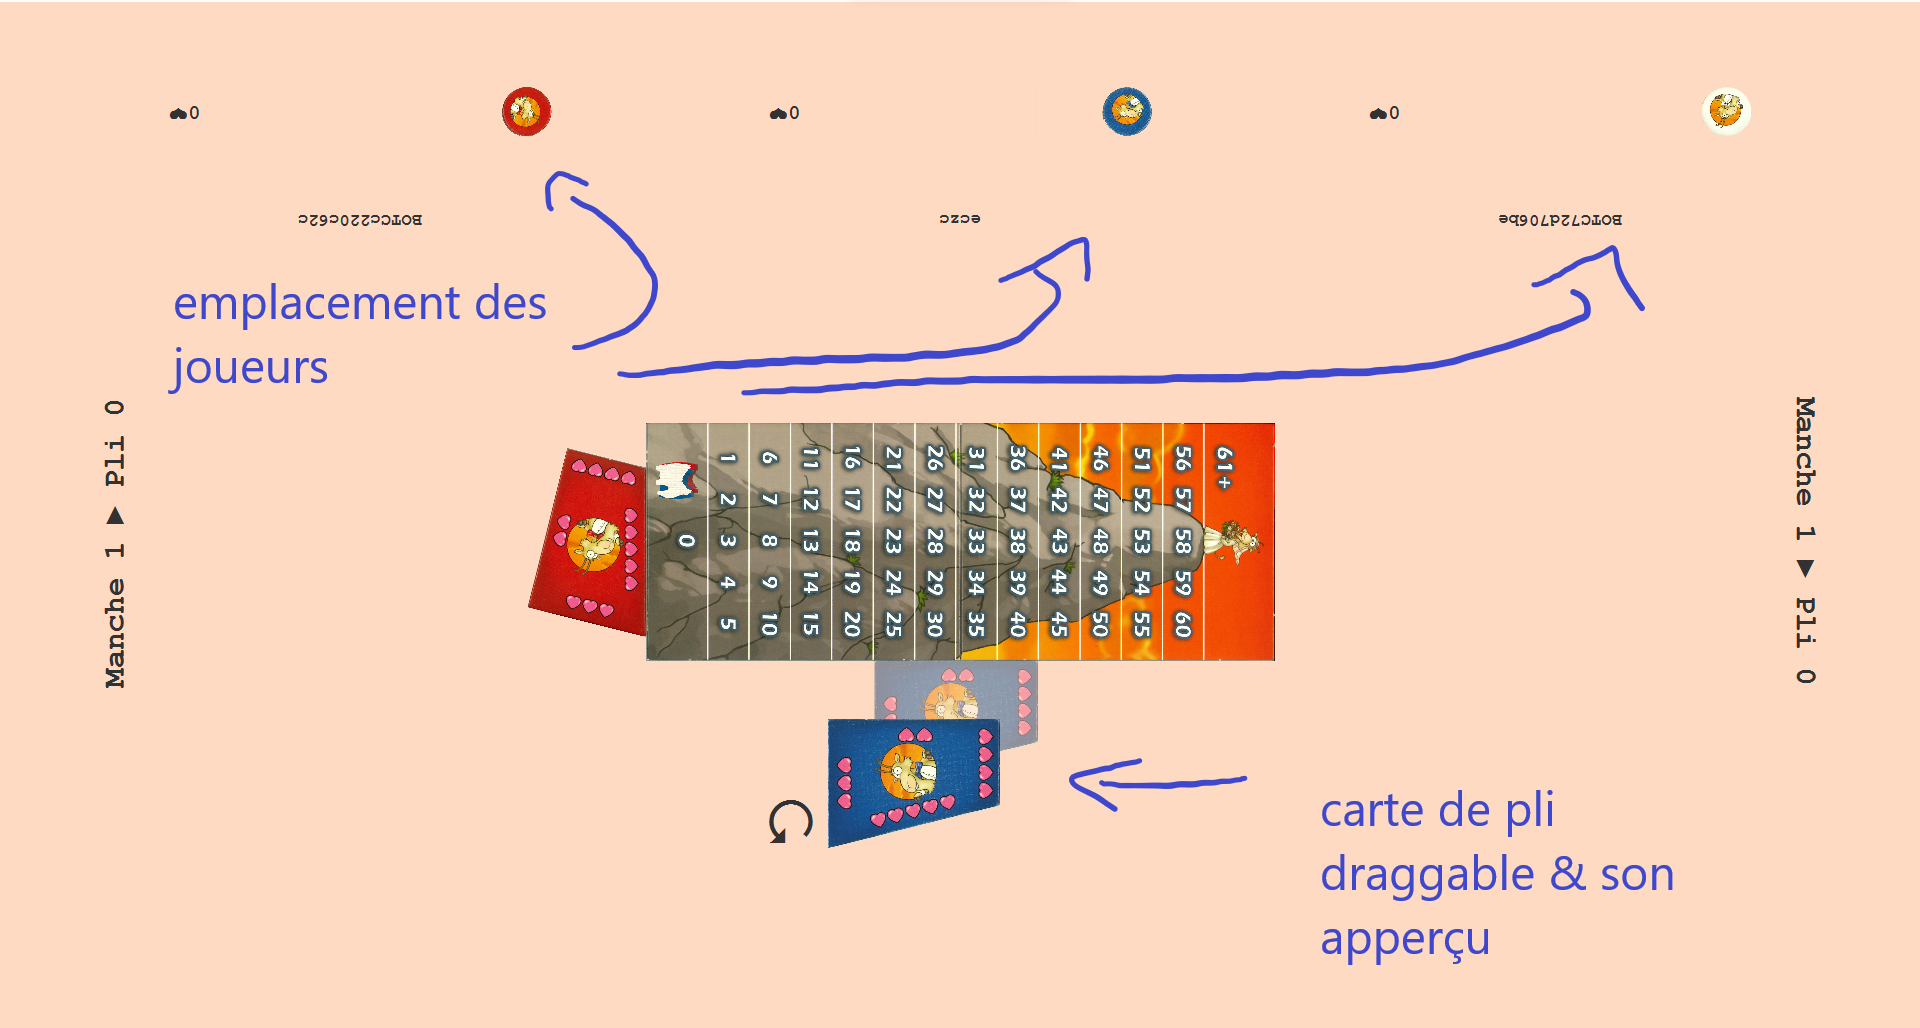 0
0
0
BOTCc220c62c
eczc
BOTC72d706be
emplacement des
joueurs
Manche 1 ▶ Pli 0
Manche 1 ▶ Pli 0
0
1 2 3 4 5
6 7 8 9 10
11 12 13 14 15
16 17 18 19 20
21 22 23 24 25
26 27 28 29 30
31 32 33 34 35
36 37 38 39 40
41 42 43 44 45
46 47 48 49 50
51 52 53 54 55
56 57 58 59 60
61+
carte de pli
draggable & son
apperçu